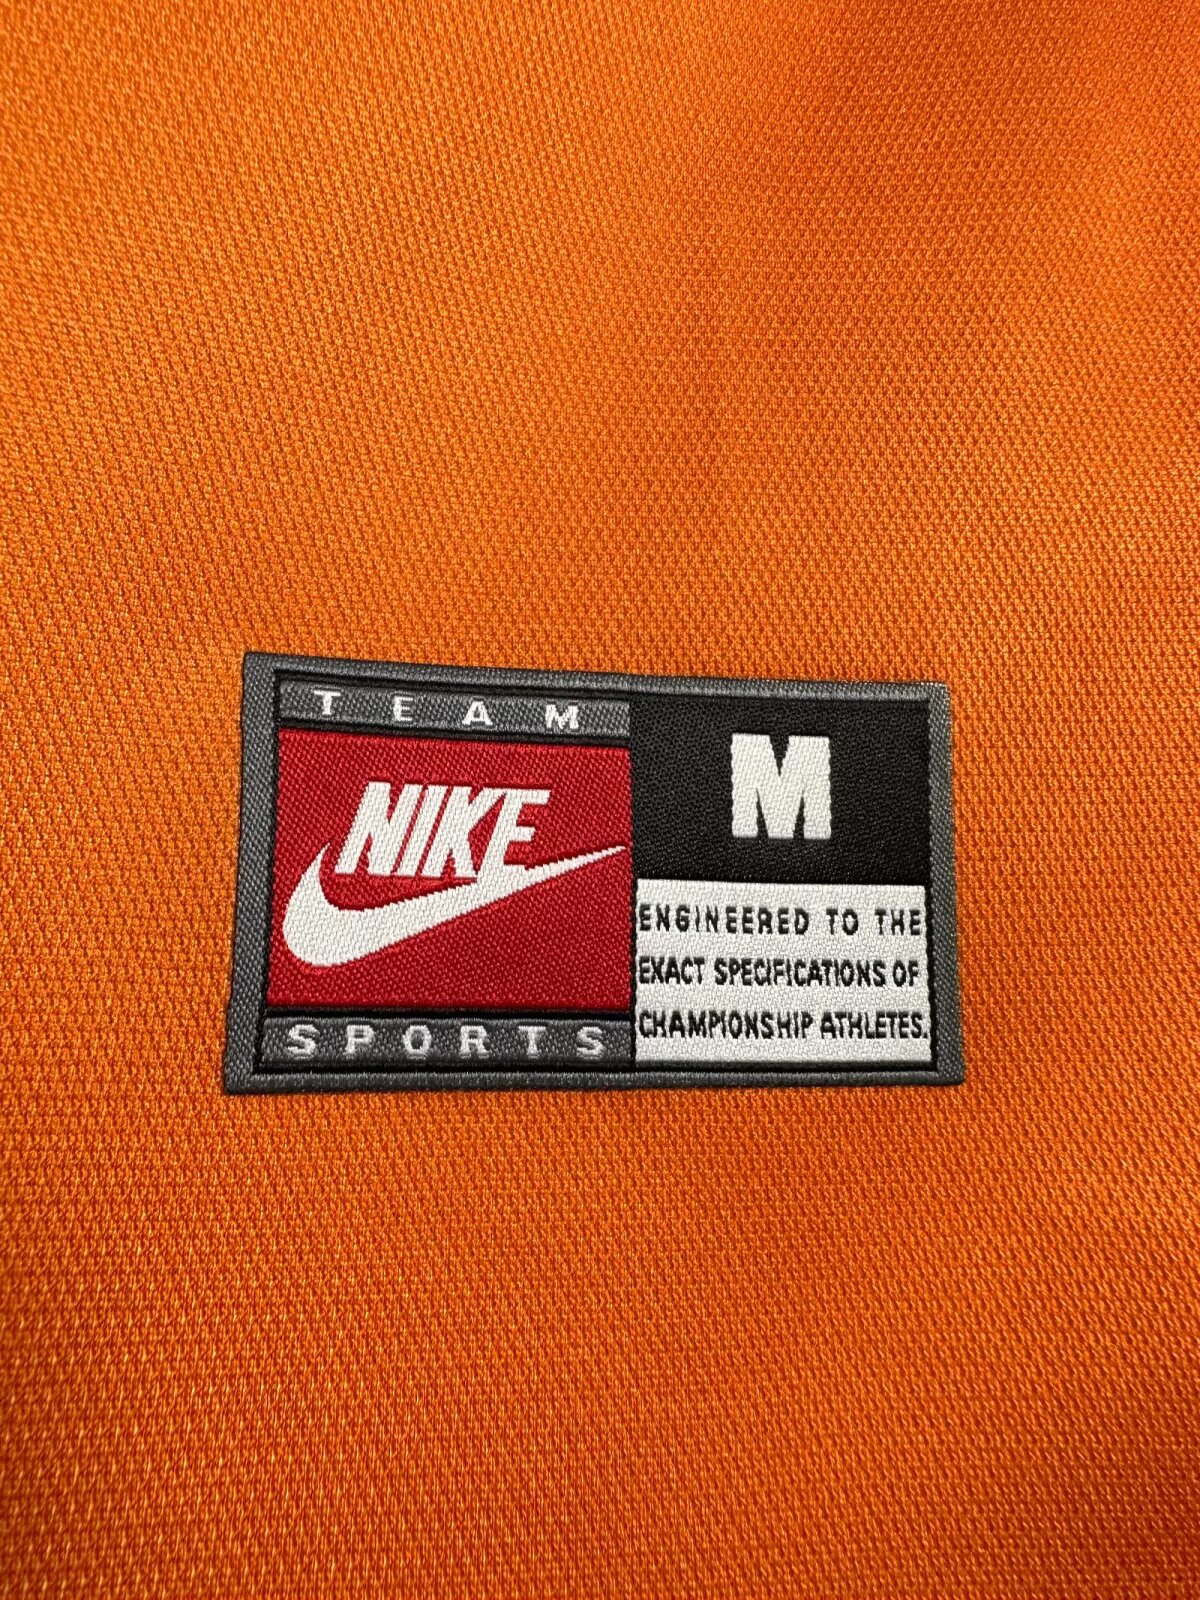 TEAM
NIKE
SPORTS
M
ENGINEERED TO THE
EXACT SPECIFICATIONS OF
CHAMPIONSHIP ATHLETES.